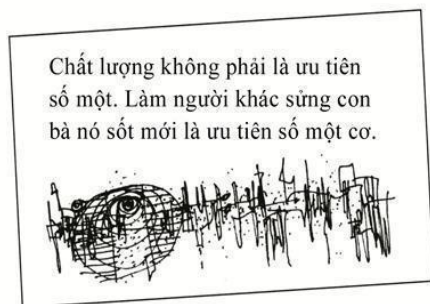 Chất lượng không phải là ưu tiên
số một. Làm người khác sửng con
bà nó sốt mới là ưu tiên số một cơ.